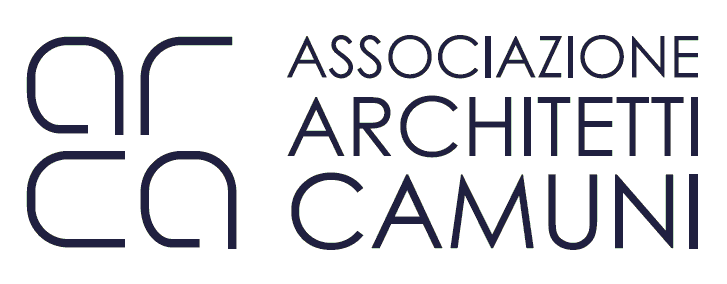 ar
ca
ASSOCIAZIONE
ARCHITETTI
CAMUNI